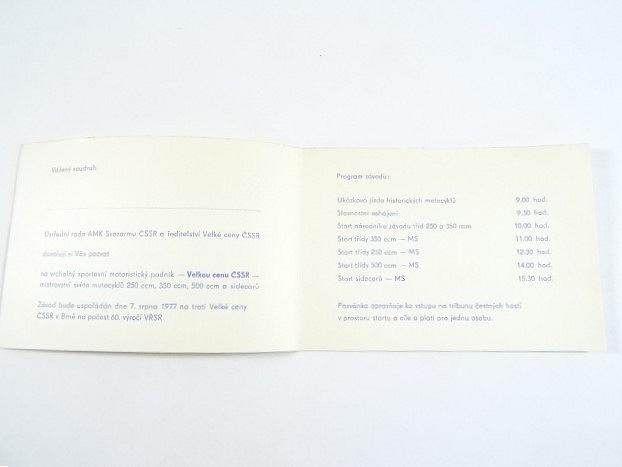 Vážený soudruh
Ústřední rada AMK Svazarmu ČSSR a ředitelství Velké ceny ČSSR
dovolují si Vás pozvat
na vrcholný sportovní motoristický podnik — Velkou cenu ČSSR —
mistrovství světa motocyklů 250 ccm, 350 ccm, 500 ccm a sidecarů
Závod bude uspořádán dne 7. srpna 1977 na trati Velké ceny
ČSSR v Brně na počest 60. výročí VŘSR
Program závodu:
Ukázková jízda historických motocyklů 9.00 hod.
Slavnostní zahájení 9.30 hod.
Start národního závodu tříd 250 a 350 ccm 10.00 hod.
Start třídy 350 ccm — MS 11.00 hod.
Start třídy 250 ccm — MS 12.30 hod.
Start třídy 500 ccm — MS 14.00 hod.
Start sidecarů — MS 15.30 hod.
Pozvánka opravňuje ke vstupu na tribunu čestných hostí
v prostoru startu a cíle a platí pro jednu osobu.